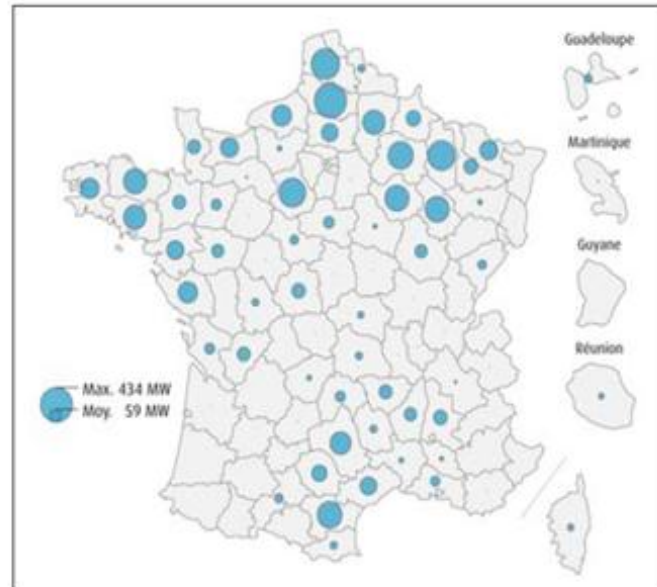 Guadeloupe
Martinique
Guyane
Réunion
Max. 434 MW
Moy. 59 MW